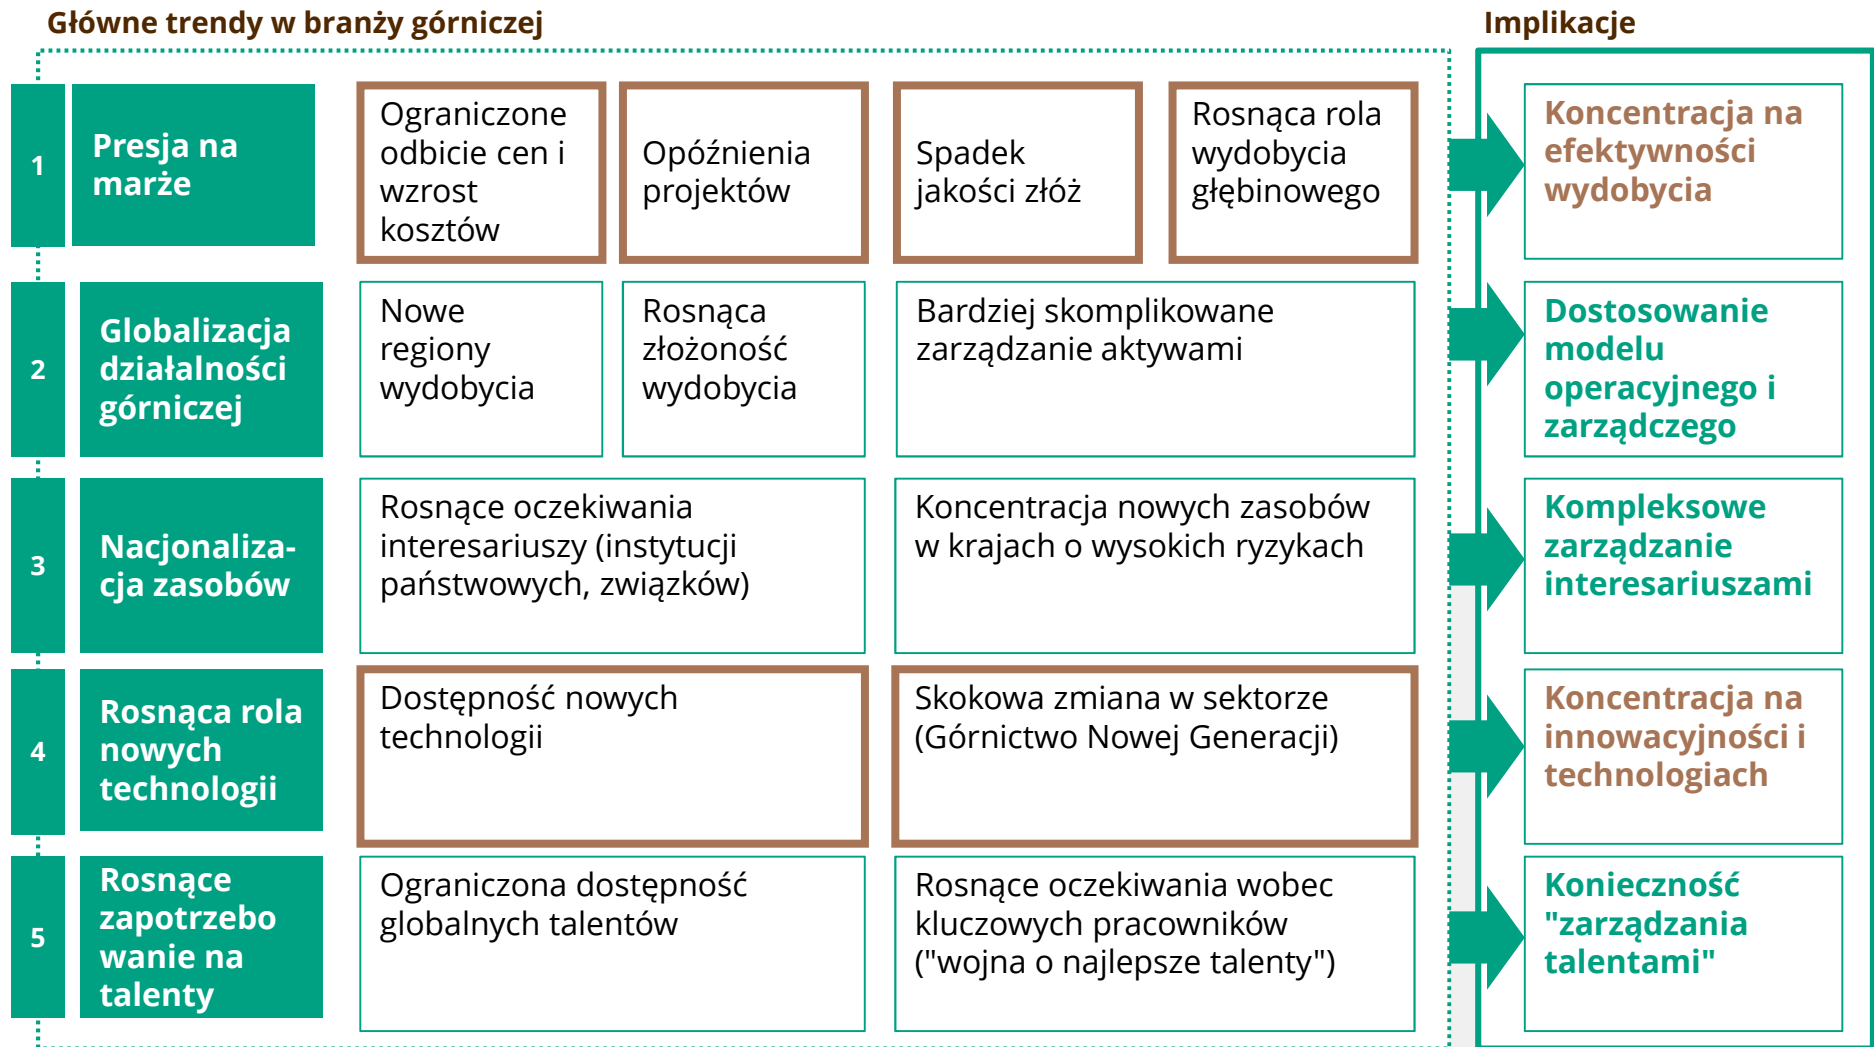 Główne trendy w branży górniczej
Implikacje
1
Presja na
marże
Ograniczone
odbicie cen i
wzrost
kosztów
Opóźnienia
projektów
Spadek
jakości złóż
Rosnąca rola
wydobycia
głębinowego
Koncentracja na
efektywności
wydobycia
2
Globalizacja
działalności
górniczej
Nowe
regiony
wydobycia
Rosnąca
złożoność
wydobycia
Bardziej skomplikowane
zarządzanie aktywami
Dostosowanie
modelu
operacyjnego i
zarządczego
3
Nacjonaliza-
cja zasobów
Rosnące oczekiwania
interesariuszy (instytucji
państwowych, związków)
Koncentracja nowych zasobów
w krajach o wysokich ryzykach
Kompleksowe
zarządzanie
interesariuszami
4
Rosnąca rola
nowych
technologii
Dostępność nowych
technologii
Skokowa zmiana w sektorze
(Górnictwo Nowej Generacji)
Koncentracja na
innowacyjności i
technologiach
5
Rosnące
zapotrzebo
wanie na
talenty
Ograniczona dostępność
globalnych talentów
Rosnące oczekiwania wobec
kluczowych pracowników
("wojna o najlepsze talenty")
Konieczność
"zarządzania
talentami"